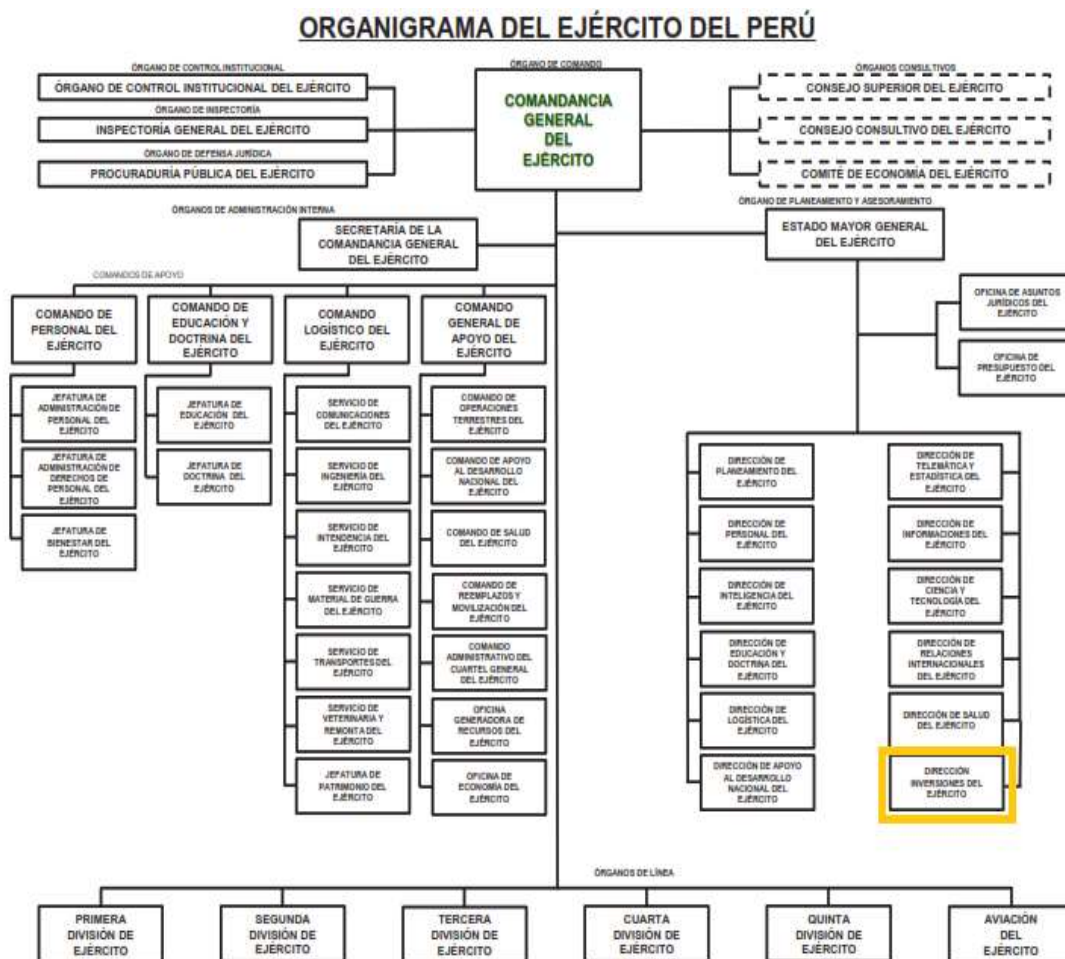 ORGANIGRAMA DEL EJÉRCITO DEL PERÚ
ÓRGANO DE CONTROL INSTITUCIONAL
ÓRGANO DE CONTROL INSTITUCIONAL DEL EJÉRCITO
ÓRGANO DE INSPECTORÍA
INSPECTORÍA GENERAL DEL EJÉRCITO
ÓRGANO DE DEFENSA JURÍDICA
PROCURADURÍA PÚBLICA DEL EJÉRCITO
ÓRGANO DE COMANDO
COMANDANCIA
GENERAL
DEL
EJÉRCITO
ÓRGANOS CONSULTIVOS
CONSEJO SUPERIOR DEL EJÉRCITO
CONSEJO CONSULTIVO DEL EJÉRCITO
COMITÉ DE ECONOMÍA DEL EJÉRCITO
ÓRGANOS DE ADMINISTRACIÓN INTERNA
SECRETARÍA DE LA
COMANDANCIA GENERAL
DEL EJÉRCITO
ÓRGANO DE PLANEAMIENTO Y ASESORAMIENTO
ESTADO MAYOR GENERAL
DEL EJÉRCITO
OFICINA DE ASUNTOS
JURÍDICOS DEL
EJÉRCITO
OFICINA DE
PRESUPUESTO DEL
EJÉRCITO
COMANDOS DE APOYO
COMANDO DE
PERSONAL DEL
EJÉRCITO
JEFATURA DE
ADMINISTRACIÓN DE
PERSONAL DEL
EJÉRCITO
JEFATURA DE
ADMINISTRACIÓN DE
DERECHOS DE
PERSONAL DEL
EJÉRCITO
JEFATURA DE
BIENESTAR DEL
EJÉRCITO
COMANDO DE
EDUCACIÓN Y
DOCTRINA DEL
EJÉRCITO
JEFATURA DE
EDUCACIÓN DEL
EJÉRCITO
JEFATURA DE
DOCTRINA DEL
EJÉRCITO
COMANDO
LOGÍSTICO DEL
EJÉRCITO
SERVICIO DE
COMUNICACIONES
DEL EJÉRCITO
SERVICIO DE
INGENIERÍA DEL
EJÉRCITO
SERVICIO DE
INTENDENCIA DEL
EJÉRCITO
SERVICIO DE
MATERIAL DE GUERRA
DEL EJÉRCITO
SERVICIO DE
TRANSPORTES DEL
EJÉRCITO
SERVICIO DE
VETERINARIA Y
REMONTA DEL
EJÉRCITO
JEFATURA DE
PATRIMONIO DEL
EJÉRCITO
COMANDO
GENERAL DE
APOYO DEL
EJÉRCITO
COMANDO DE
OPERACIONES
TERRESTRES DEL
EJÉRCITO
COMANDO DE APOYO
AL DESARROLLO
NACIONAL DEL
EJÉRCITO
COMANDO DE SALUD
DEL EJÉRCITO
COMANDO DE
REEMPLAZOS Y
MOVILIZACIÓN DEL
EJÉRCITO
COMANDO
ADMINISTRATIVO DEL
CUARTEL GENERAL
DEL EJÉRCITO
OFICINA
GENERADORA DE
RECURSOS DEL
EJÉRCITO
OFICINA DE
ECONOMÍA DEL
EJÉRCITO
DIRECCIÓN DE
PLANEAMIENTO DEL
EJÉRCITO
DIRECCIÓN DE
PERSONAL DEL
EJÉRCITO
DIRECCIÓN DE
INTELIGENCIA DEL
EJÉRCITO
DIRECCIÓN DE
EDUCACIÓN Y
DOCTRINA DEL
EJÉRCITO
DIRECCIÓN DE
LOGÍSTICA DEL
EJÉRCITO
DIRECCIÓN DE APOYO
AL DESARROLLO
NACIONAL DEL
EJÉRCITO
DIRECCIÓN DE
TELEMÁTICA Y
ESTADÍSTICA DEL
EJÉRCITO
DIRECCIÓN DE
INFORMACIONES DEL
EJÉRCITO
DIRECCIÓN DE
CIENCIA Y
TECNOLOGÍA DEL
EJÉRCITO
DIRECCIÓN DE
RELACIONES
INTERNACIONALES
DEL EJÉRCITO
DIRECCIÓN DE SALUD
DEL EJÉRCITO
DIRECCIÓN
INVERSIONES DEL
EJÉRCITO
ÓRGANOS DE LÍNEA
PRIMERA
DIVISIÓN DE
EJÉRCITO
SEGUNDA
DIVISIÓN DE
EJÉRCITO
TERCERA
DIVISIÓN DE
EJÉRCITO
CUARTA
DIVISIÓN DE
EJÉRCITO
QUINTA
DIVISIÓN DE
EJÉRCITO
AVIACIÓN
DEL
EJÉRCITO